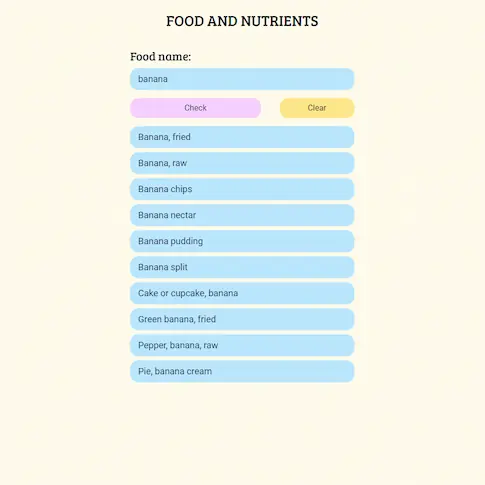 FOOD AND NUTRIENTS
Food name:
banana
Check Clear
Banana, fried
Banana, raw
Banana chips
Banana nectar
Banana pudding
Banana split
Cake or cupcake, banana
Green banana, fried
Pepper, banana, raw
Pie, banana cream